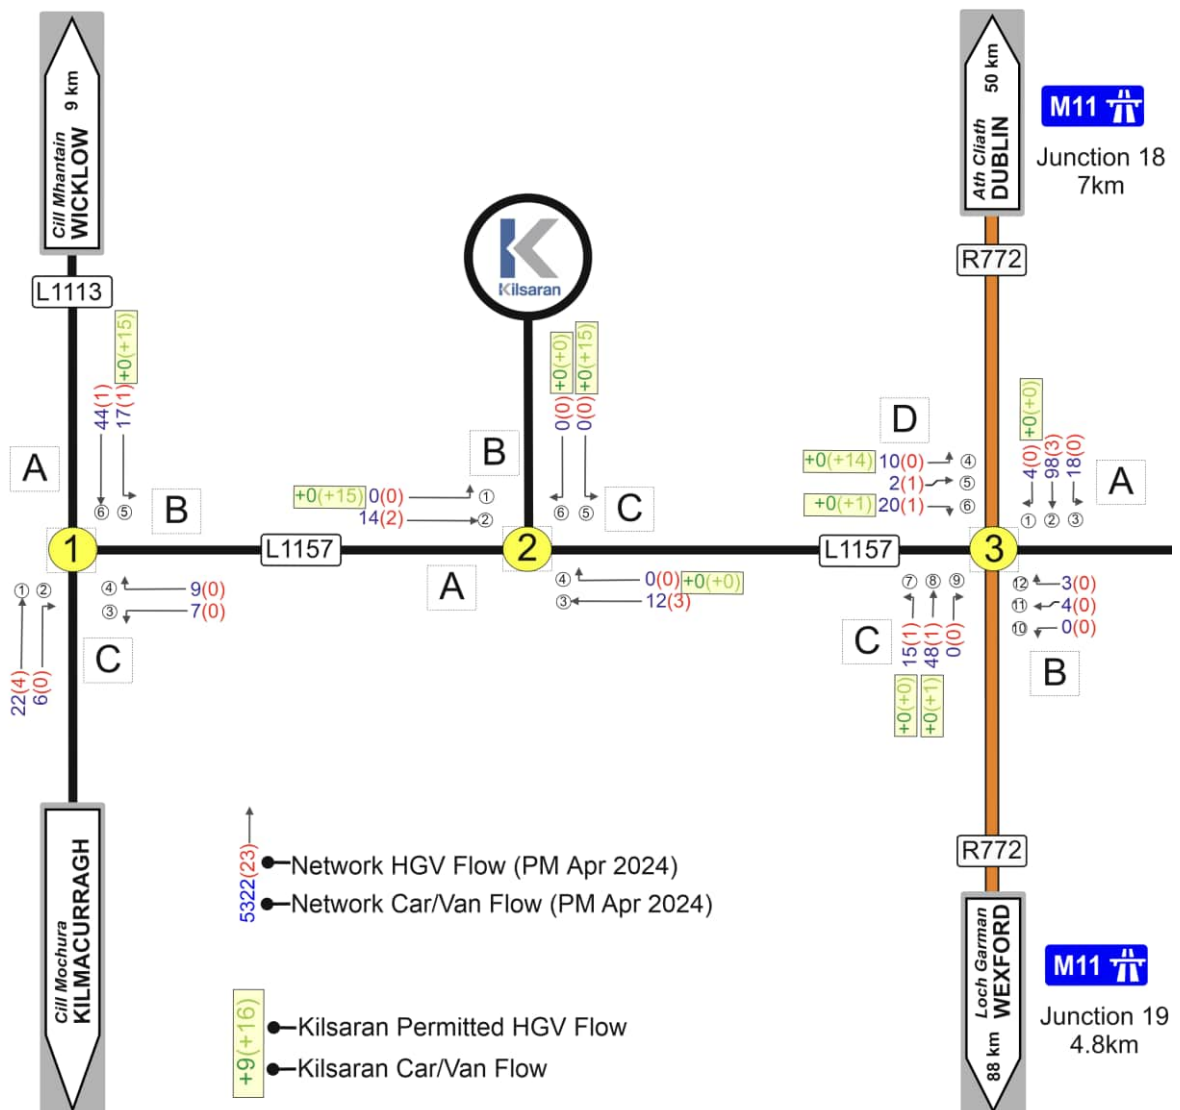 Cill Mhantain
WICKLOW 9 km
L1113
44(1)
17(1)
+0(+15)
A
⑥ ⑤
B
1
① ②
④ 9(0)
③ 7(0)
C
22(4)
6(0)
Cill Mochura
KILMACURRAGH
L1157
K
Kilsaran
0(0) +0(+0)
0(0) +0(+15)
B
+0(+15) 0(0) ①
14(2) ②
⑥ ⑤
C
2
A
④ 0(0) +0(+0)
③ 12(3)
L1157
Ath Cliath
DUBLIN 50 km
M11
Junction 18
7km
R772
D
+0(+14) 10(0) ④
2(1) ⑤
+0(+1) 20(1) ⑥
4(0) +0(+0)
98(3)
18(0)
① ② ③
A
3
⑦ ⑧ ⑨
C
15(1) +0(+0)
48(1) +0(+1)
0(0)
⑫ 3(0)
⑪ 4(0)
⑩ 0(0)
B
R772
Loch Garman
88 km WEXFORD
M11
Junction 19
4.8km
5322(23)
Network HGV Flow (PM Apr 2024)
Network Car/Van Flow (PM Apr 2024)
+9(+16)
Kilsaran Permitted HGV Flow
Kilsaran Car/Van Flow